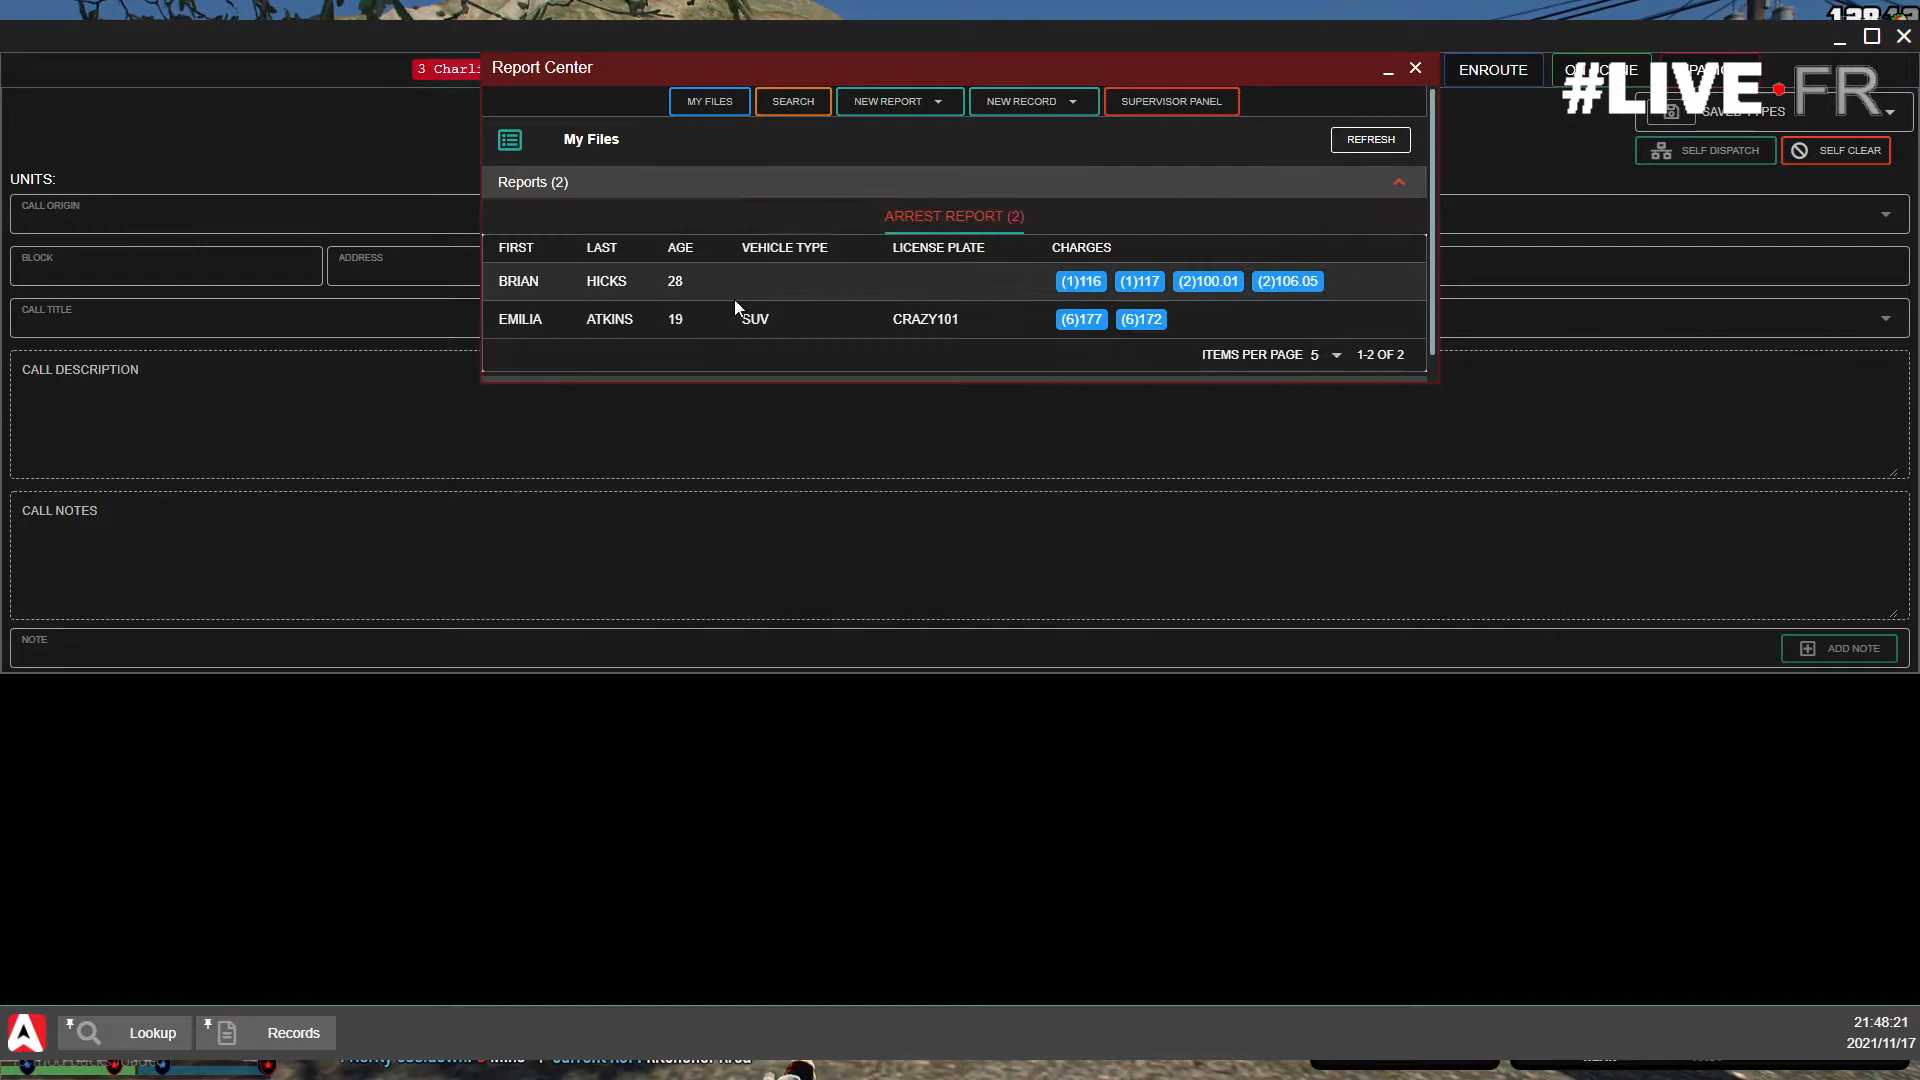 3 Charli
Report Center
ENROUTE
#LIVE FR
MY FILES
SEARCH
NEW REPORT
NEW RECORD
SUPERVISOR PANEL
SAVED TYPES
My Files
REFRESH
SELF DISPATCH
SELF CLEAR
UNITS:
Reports (2)
CALL ORIGIN
ARREST REPORT (2)
FIRST LAST AGE VEHICLE TYPE LICENSE PLATE CHARGES
BLOCK
ADDRESS
BRIAN HICKS 28 (1)116 (1)117 (2)100.01 (2)106.05
CALL TITLE
EMILIA ATKINS 19 SUV CRAZY101 (6)177 (6)172
ITEMS PER PAGE 5 1-2 OF 2
CALL DESCRIPTION
CALL NOTES
NOTE
ADD NOTE
Lookup
Records
21:48:21
2021/11/17